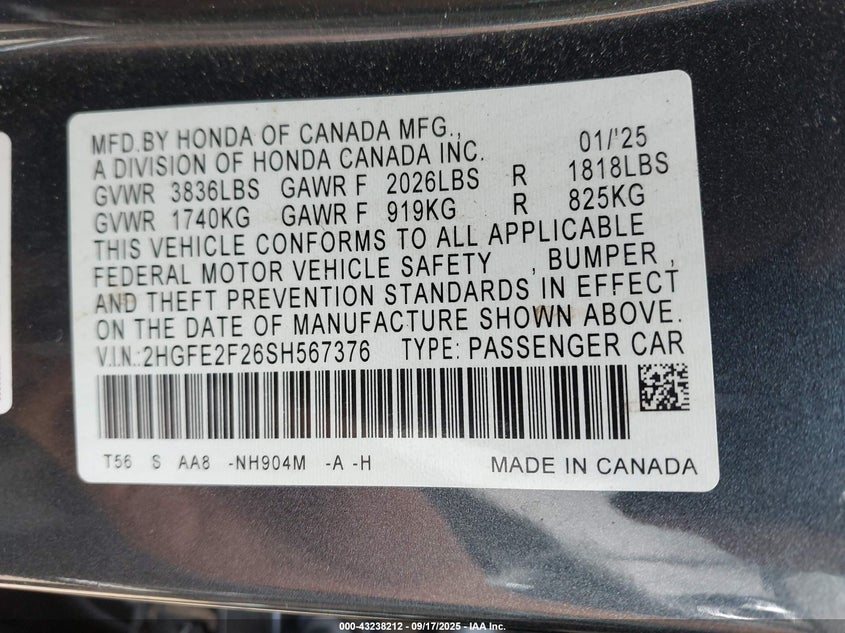 MFD.BY HONDA OF CANADA MFG.,
A DIVISION OF HONDA CANADA INC. 01/'25
GVWR 3836LBS GAWR F 2026LBS R 1818LBS
GVWR 1740KG GAWR F 919KG R 825KG
THIS VEHICLE CONFORMS TO ALL APPLICABLE
FEDERAL MOTOR VEHICLE SAFETY , BUMPER ,
AND THEFT PREVENTION STANDARDS IN EFFECT
ON THE DATE OF MANUFACTURE SHOWN ABOVE.
V.I.N.:2HGFE2F26SH567376 TYPE: PASSENGER CAR
T56 S AA8 -NH904M -A -H MADE IN CANADA
000-43238212 - 09/17/2025 - IAA Inc.